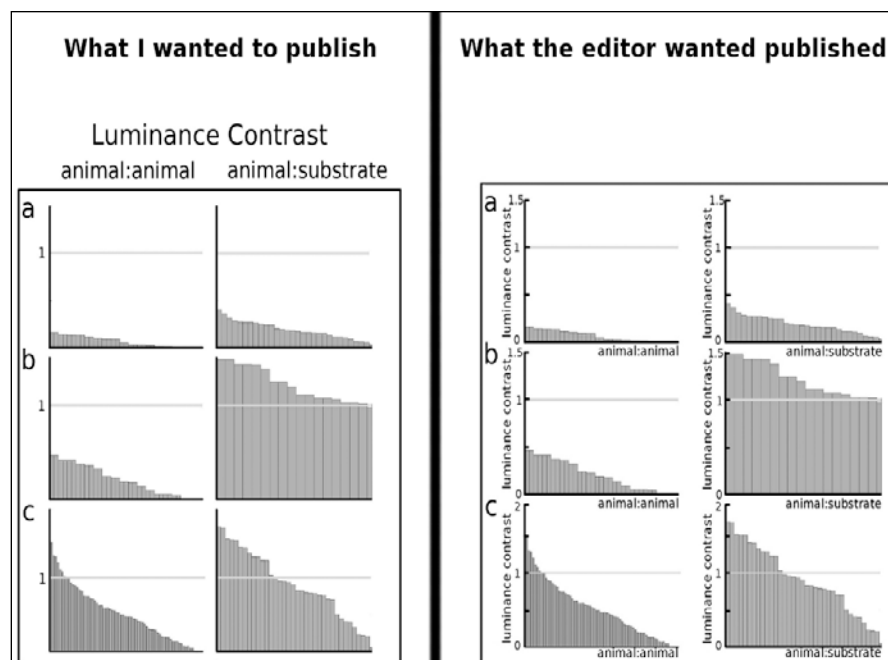 What I wanted to publish
Luminance Contrast
animal:animal animal:substrate
a
1
b
1
c
1
What the editor wanted published
a
luminance contrast
1.5
1
0
animal:animal
luminance contrast
1.5
1
0
animal:substrate
b
luminance contrast
1.5
1
0
animal:animal
luminance contrast
1.5
1
0
animal:substrate
c
luminance contrast
2
1
0
animal:animal
luminance contrast
2
1
0
animal:substrate